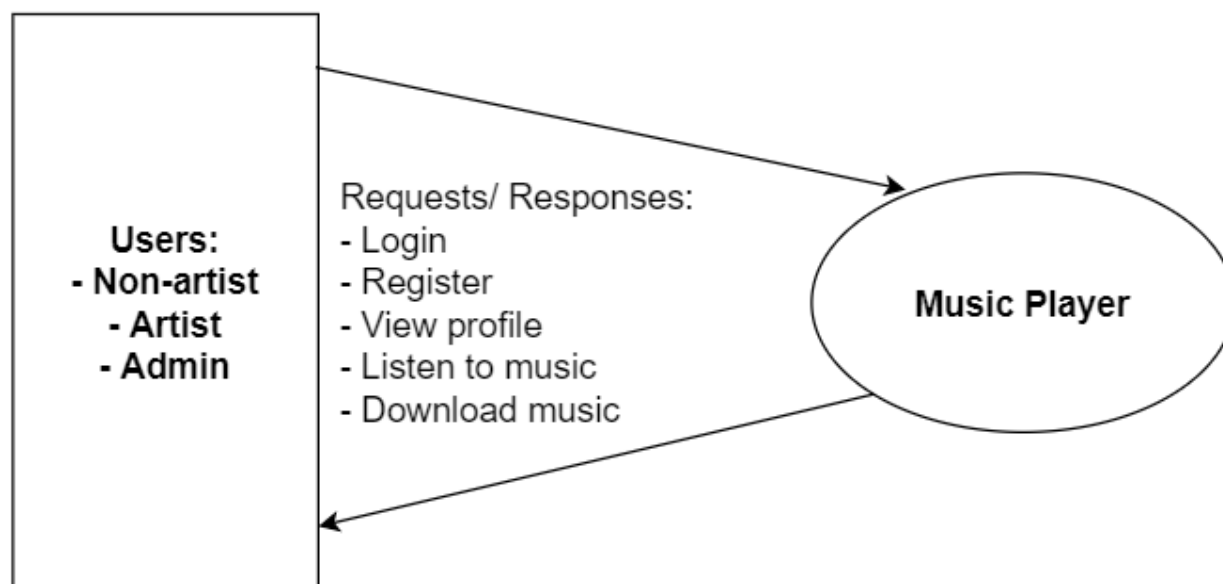 Users:
- Non-artist
- Artist
- Admin
Requests/ Responses:
- Login
- Register
- View profile
- Listen to music
- Download music
Music Player